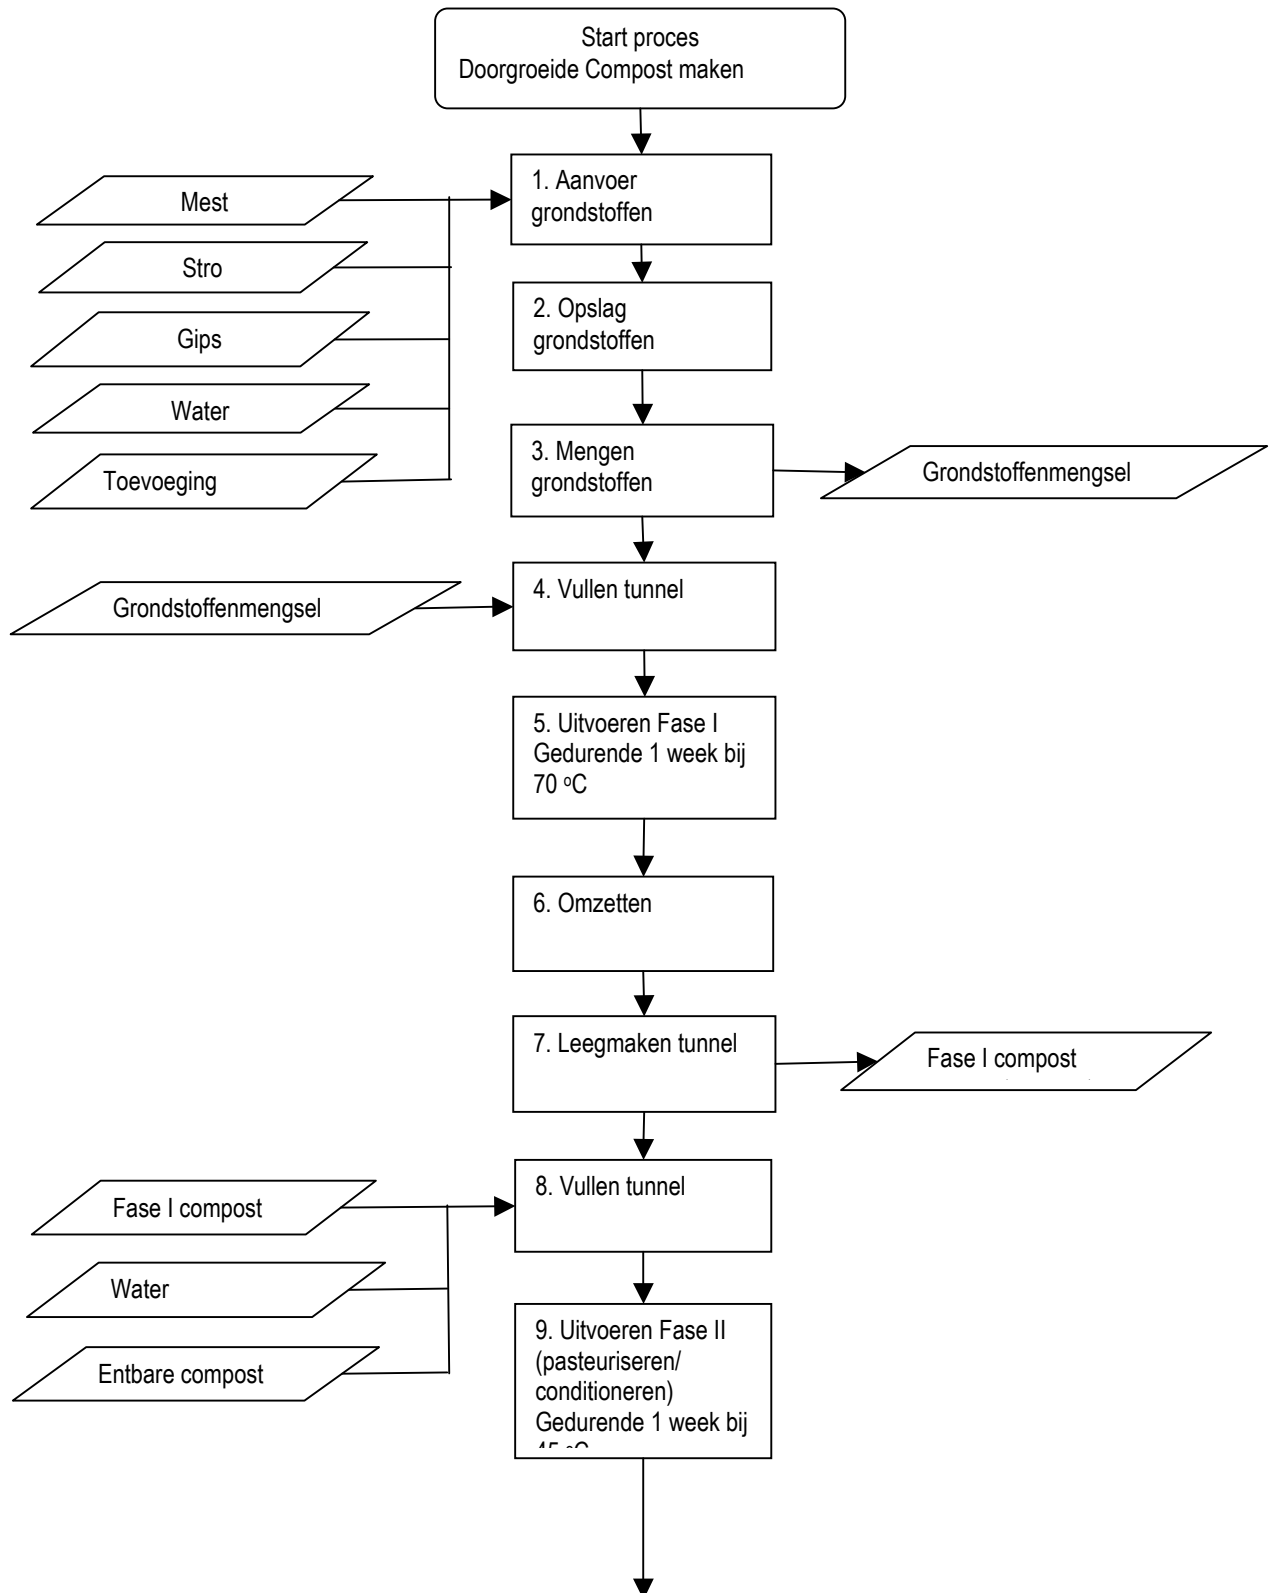 Start proces
Doorgroeide Compost maken
Mest
Stro
Gips
Water
Toevoeging
1. Aanvoer
grondstoffen
2. Opslag
grondstoffen
3. Mengen
grondstoffen
Grondstoffenmengsel
Grondstoffenmengsel
4. Vullen tunnel
5. Uitvoeren Fase I
Gedurende 1 week bij
70 °C
6. Omzetten
7. Leegmaken tunnel
Fase I compost
Fase I compost
Water
Entbare compost
8. Vullen tunnel
9. Uitvoeren Fase II
(pasteuriseren/
conditioneren)
Gedurende 1 week bij
45 °C